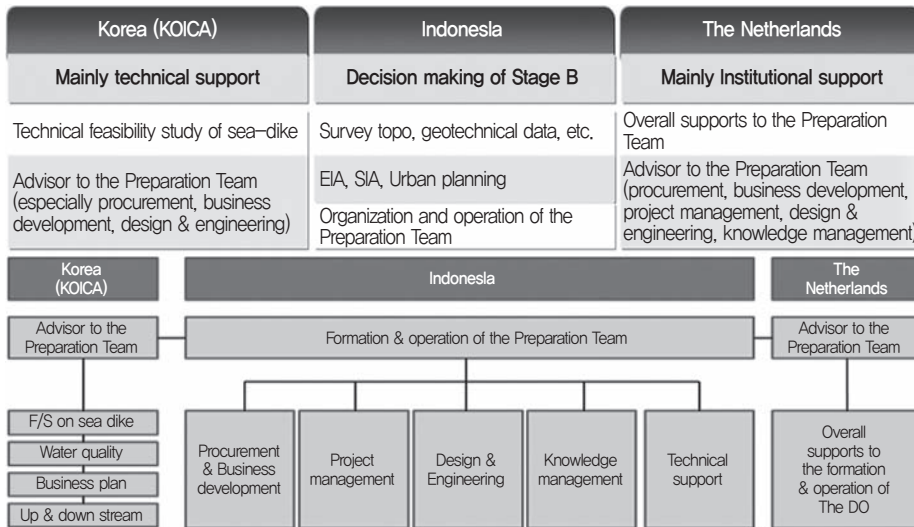 Korea (KOICA)
Indonesia
The Netherlands
Mainly technical support
Decision making of Stage B
Mainly Institutional support
Technical feasibility study of sea-dike
Survey topo, geotechnical data, etc.
Overall supports to the Preparation
Team
Advisor to the Preparation Team
(especially procurement, business
development, design & engineering)
EIA, SIA, Urban planning
Organization and operation of the
Preparation Team
Advisor to the Preparation Team
(procurement, business development,
project management, design &
engineering, knowledge management)
Korea
(KOICA)
Indonesia
The
Netherlands
Advisor to the
Preparation Team
Formation & operation of the Preparation Team
Advisor to the
Preparation Team
F/S on sea dike
Water quality
Business plan
Up & down stream
Procurement
& Business
development
Project
management
Design &
Engineering
Knowledge
management
Technical
support
Overall
supports to
the formation
& operation of
The DO